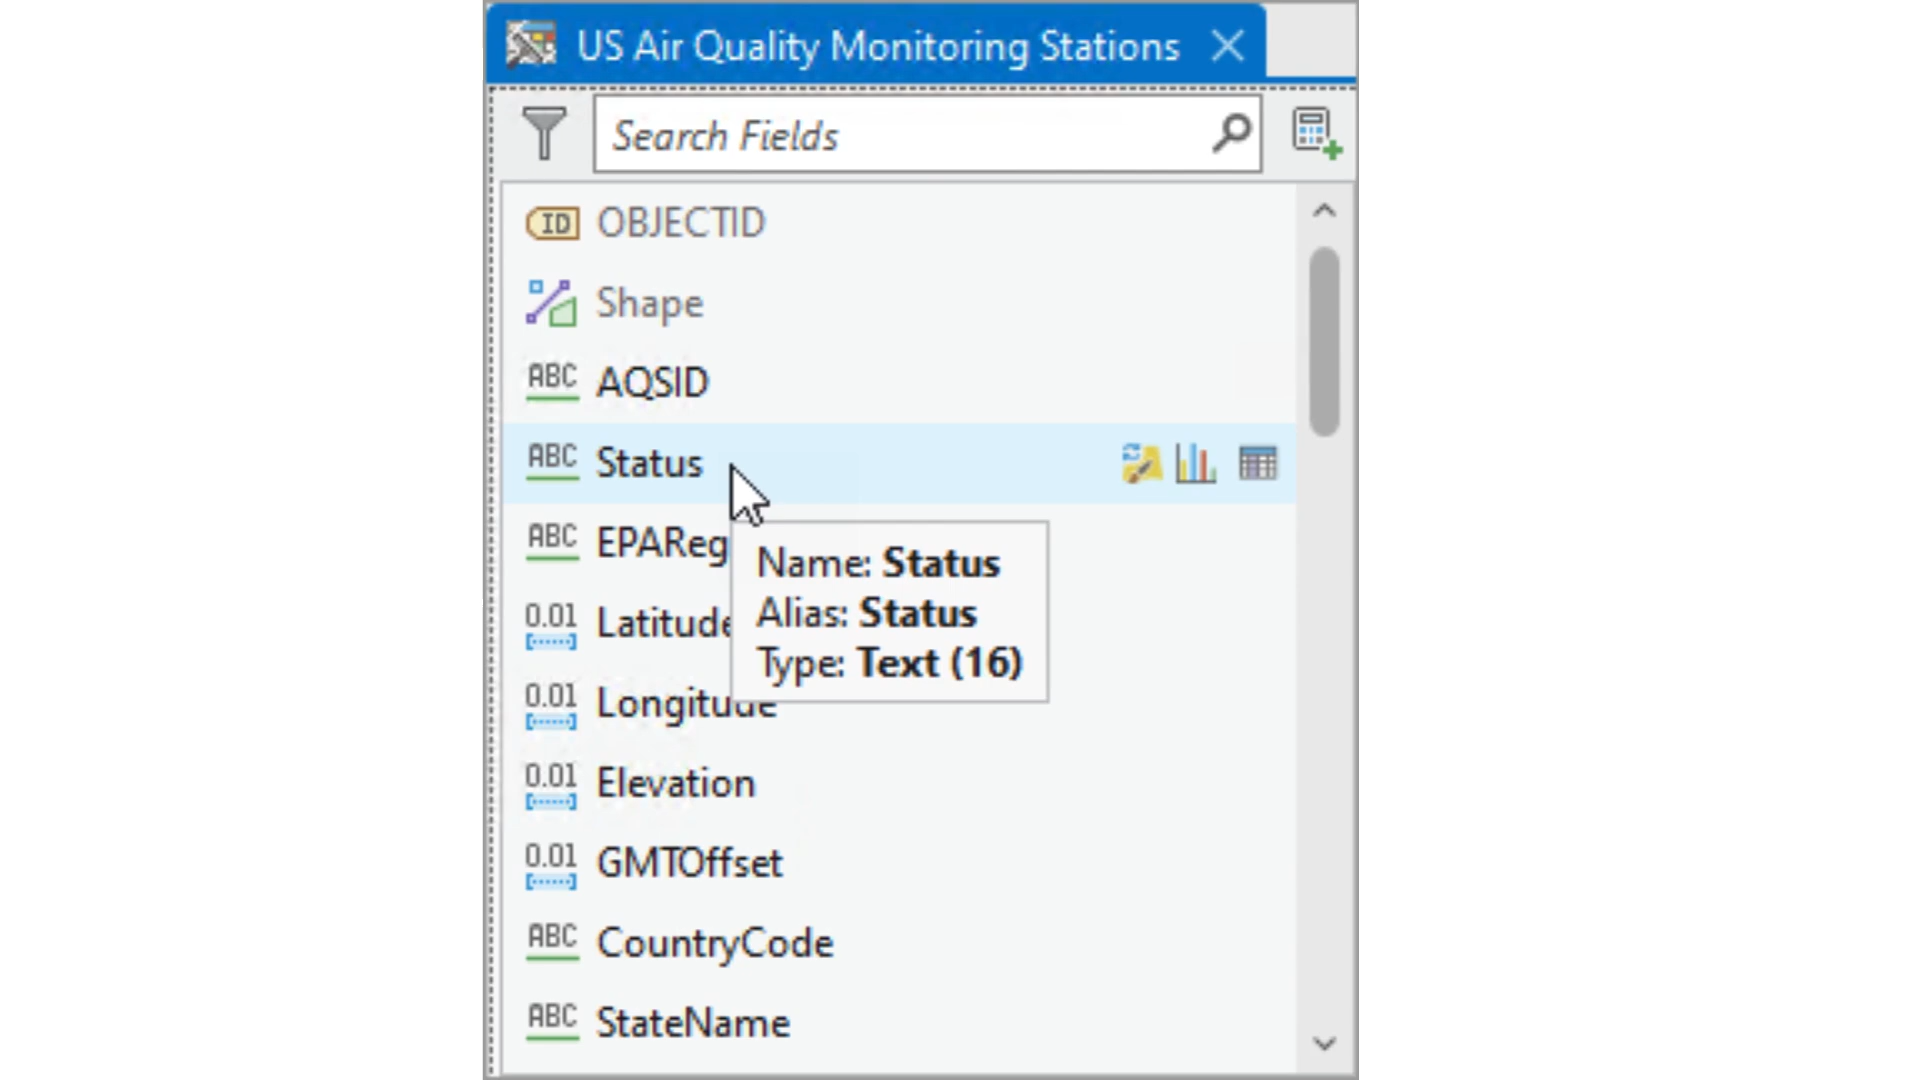 US Air Quality Monitoring Stations
Search Fields
ID OBJECTID
Shape
ABC AQSID
ABC Status
ABC EPAReg
Name: Status
Alias: Status
Type: Text (16)
0.01 Latitude
0.01 Longitude
0.01 Elevation
0.01 GMTOffset
ABC CountryCode
ABC StateName